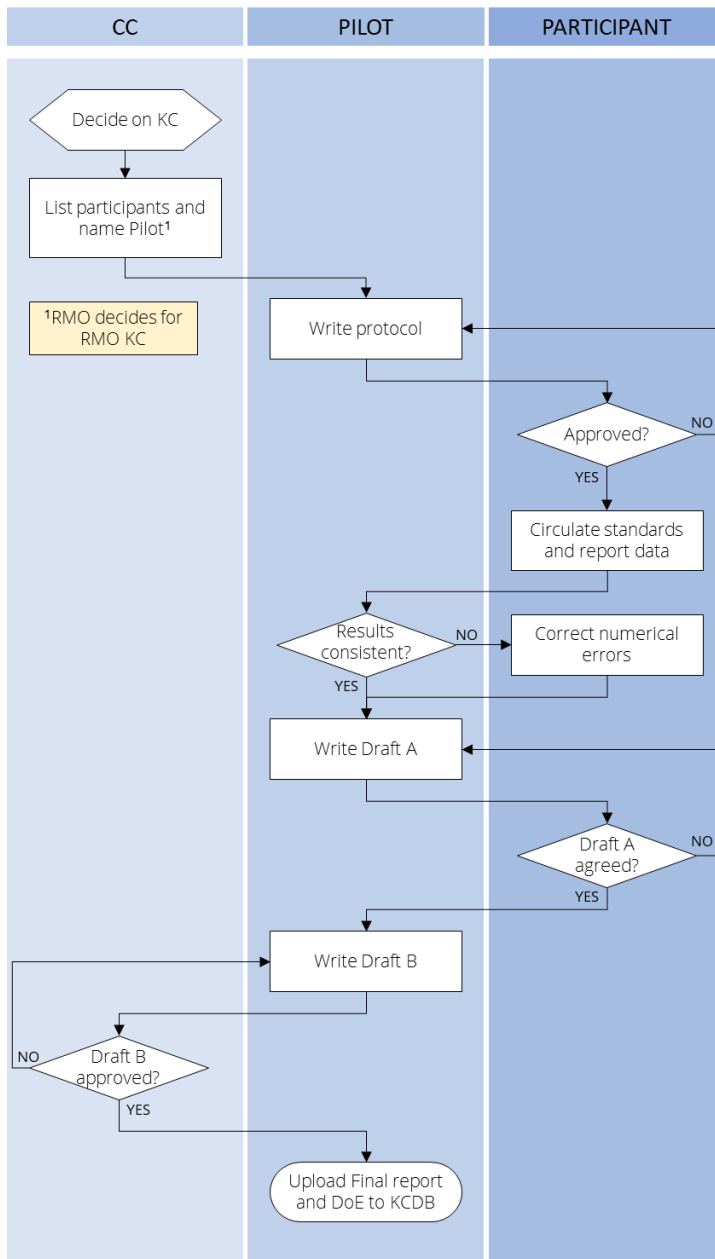 CC
PILOT
PARTICIPANT
Decide on KC
List participants and
name Pilot¹
¹RMO decides for
RMO KC
Write protocol
Approved?
NO
YES
Circulate standards
and report data
Results
consistent?
NO
YES
Correct numerical
errors
Write Draft A
Draft A
agreed?
NO
YES
Write Draft B
Draft B
approved?
NO
YES
Upload Final report
and DoE to KCDB